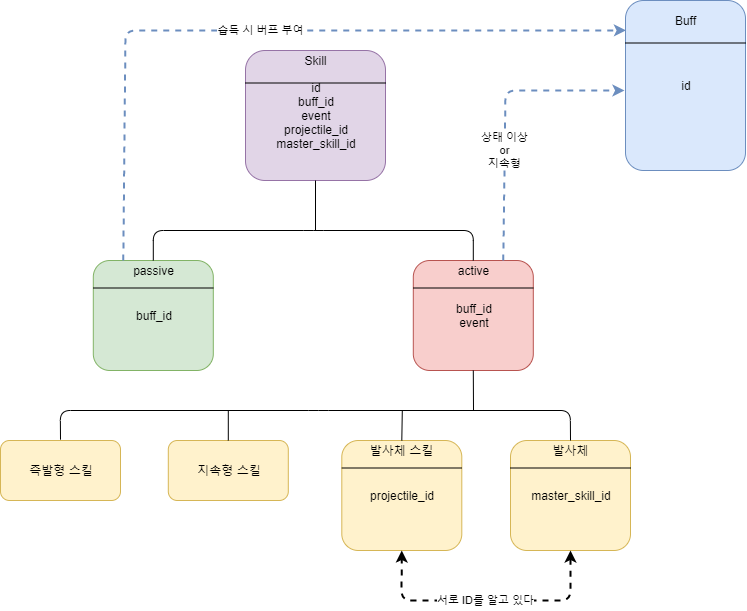 습득 시 버프 부여
Buff
id
Skill
id
buff_id
event
projectile_id
master_skill_id
상태 이상
or
지속형
passive
buff_id
active
buff_id
event
즉발형 스킬
지속형 스킬
발사체 스킬
projectile_id
발사체
master_skill_id
서로 ID를 알고 있다